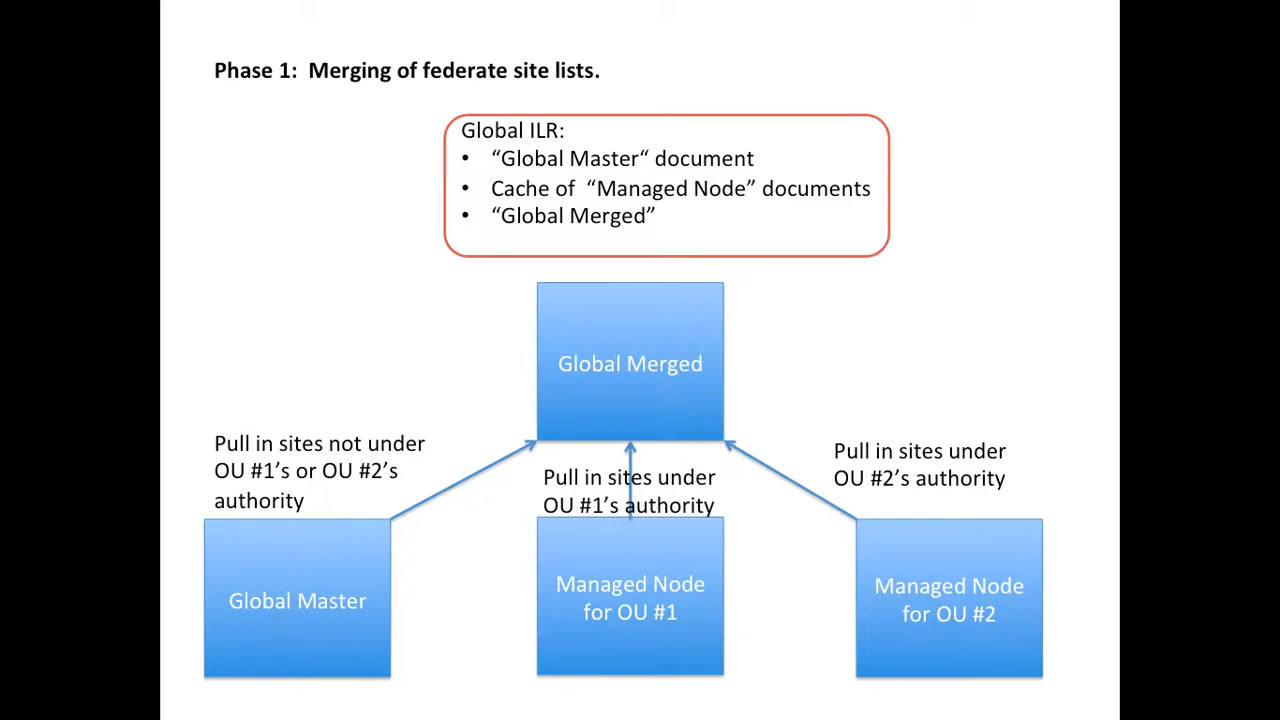 Phase 1:  Merging of federate site lists.
Global ILR:
• “Global Master“ document
• Cache of  “Managed Node” documents
• “Global Merged”
Global Merged
Pull in sites not under
OU #1’s or OU #2’s
authority
Pull in sites under
OU #1’s authority
Pull in sites under
OU #2’s authority
Global Master
Managed Node
for OU #1
Managed Node
for OU #2